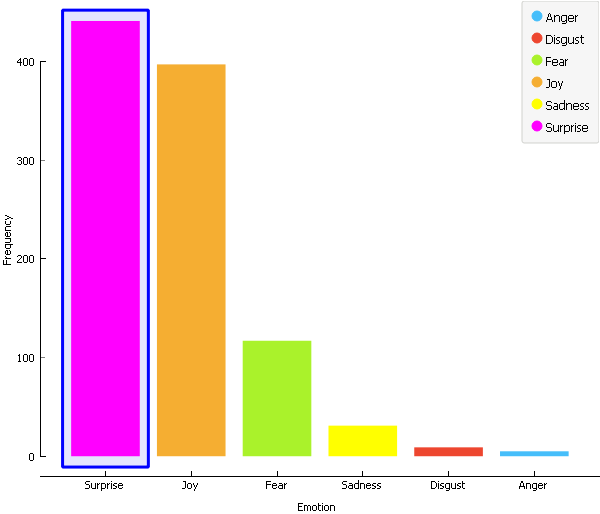 Anger
Disgust
Fear
Joy
Sadness
Surprise
400
300
200
100
0
Frequency
Surprise Joy Fear Sadness Disgust Anger
Emotion